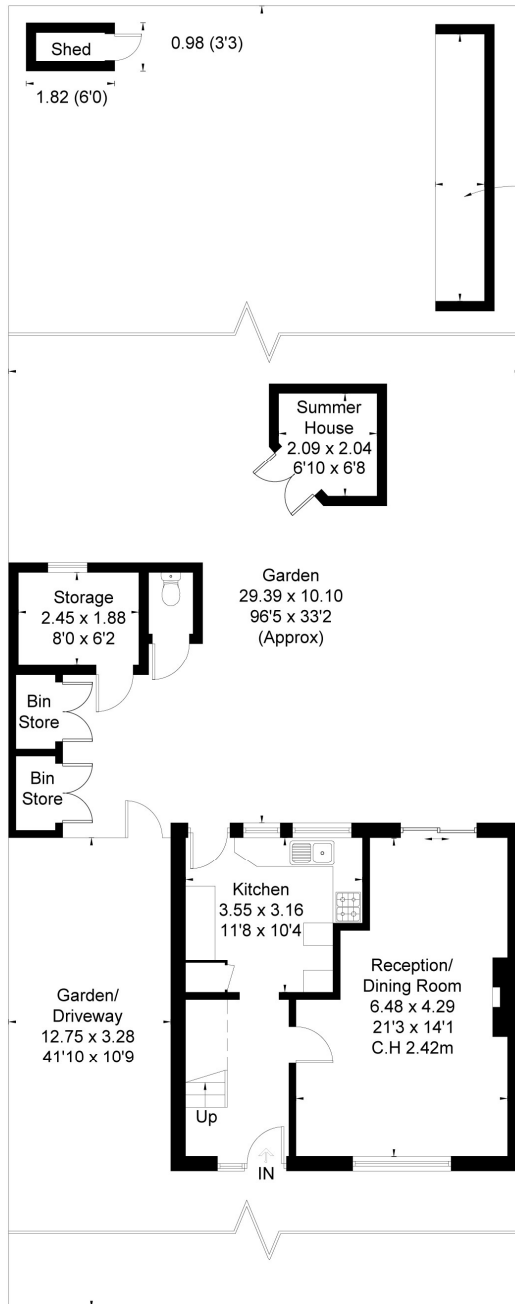 Shed
0.98 (3'3)
1.82 (6'0)
Summer
House
2.09 x 2.04
6'10 x 6'8
Garden
29.39 x 10.10
96'5 x 33'2
(Approx)
Storage
2.45 x 1.88
8'0 x 6'2
Bin
Store
Bin
Store
Kitchen
3.55 x 3.16
11'8 x 10'4
Reception/
Dining Room
6.48 x 4.29
21'3 x 14'1
C.H 2.42m
Garden/
Driveway
12.75 x 3.28
41'10 x 10'9
Up
IN